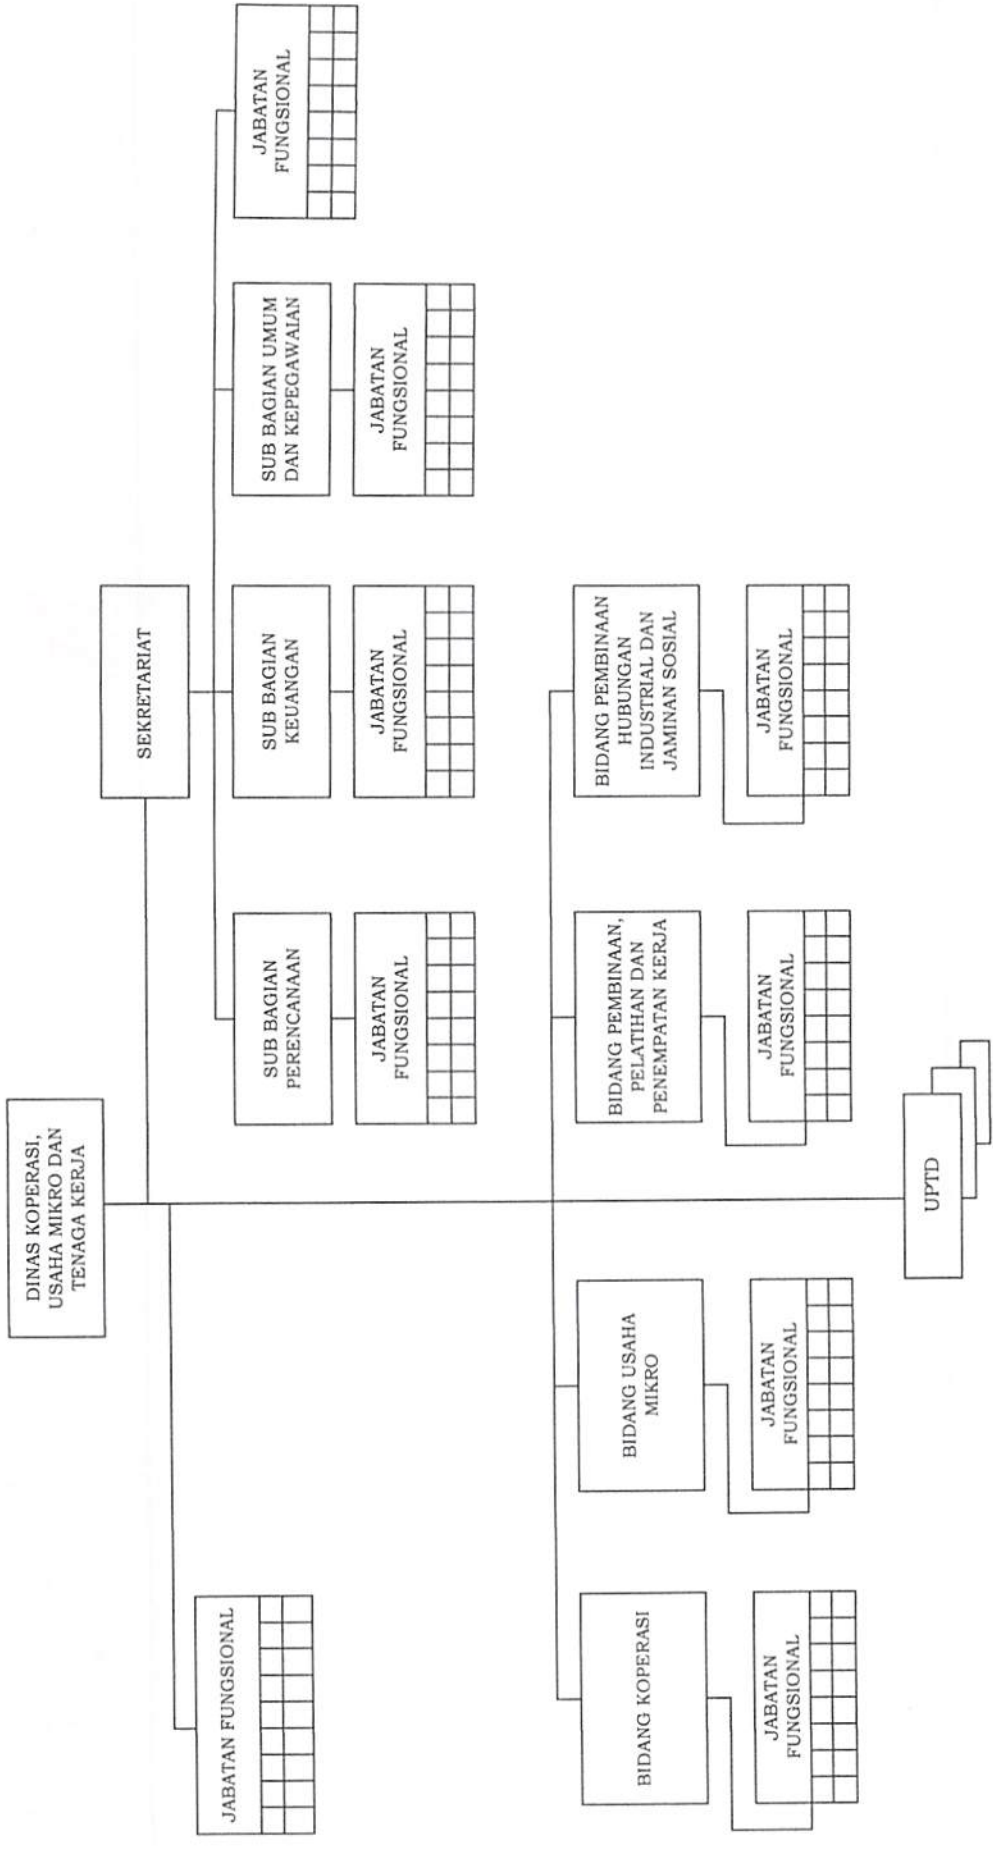 DINAS KOPERASI,
USAHA MIKRO DAN
TENAGA KERJA
SEKRETARIAT
JABATAN FUNGSIONAL
SUB BAGIAN
PERENCANAAN
SUB BAGIAN
KEUANGAN
SUB BAGIAN UMUM
DAN KEPEGAWAIAN
JABATAN
FUNGSIONAL
JABATAN
FUNGSIONAL
JABATAN
FUNGSIONAL
JABATAN
FUNGSIONAL
BIDANG KOPERASI
BIDANG USAHA
MIKRO
BIDANG PEMBINAAN,
PELATIHAN DAN
PENEMPATAN KERJA
BIDANG PEMBINAAN
HUBUNGAN
INDUSTRIAL DAN
JAMINAN SOSIAL
JABATAN
FUNGSIONAL
JABATAN
FUNGSIONAL
JABATAN
FUNGSIONAL
JABATAN
FUNGSIONAL
UPTD